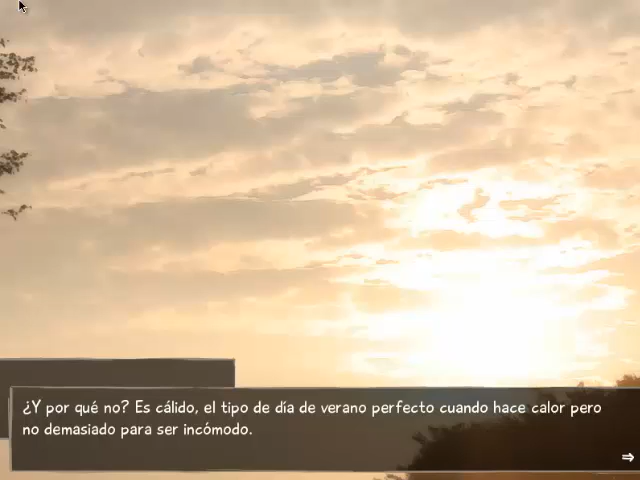 ¿Y por qué no? Es cálido, el tipo de día de verano perfecto cuando hace calor pero
no demasiado para ser incómodo.